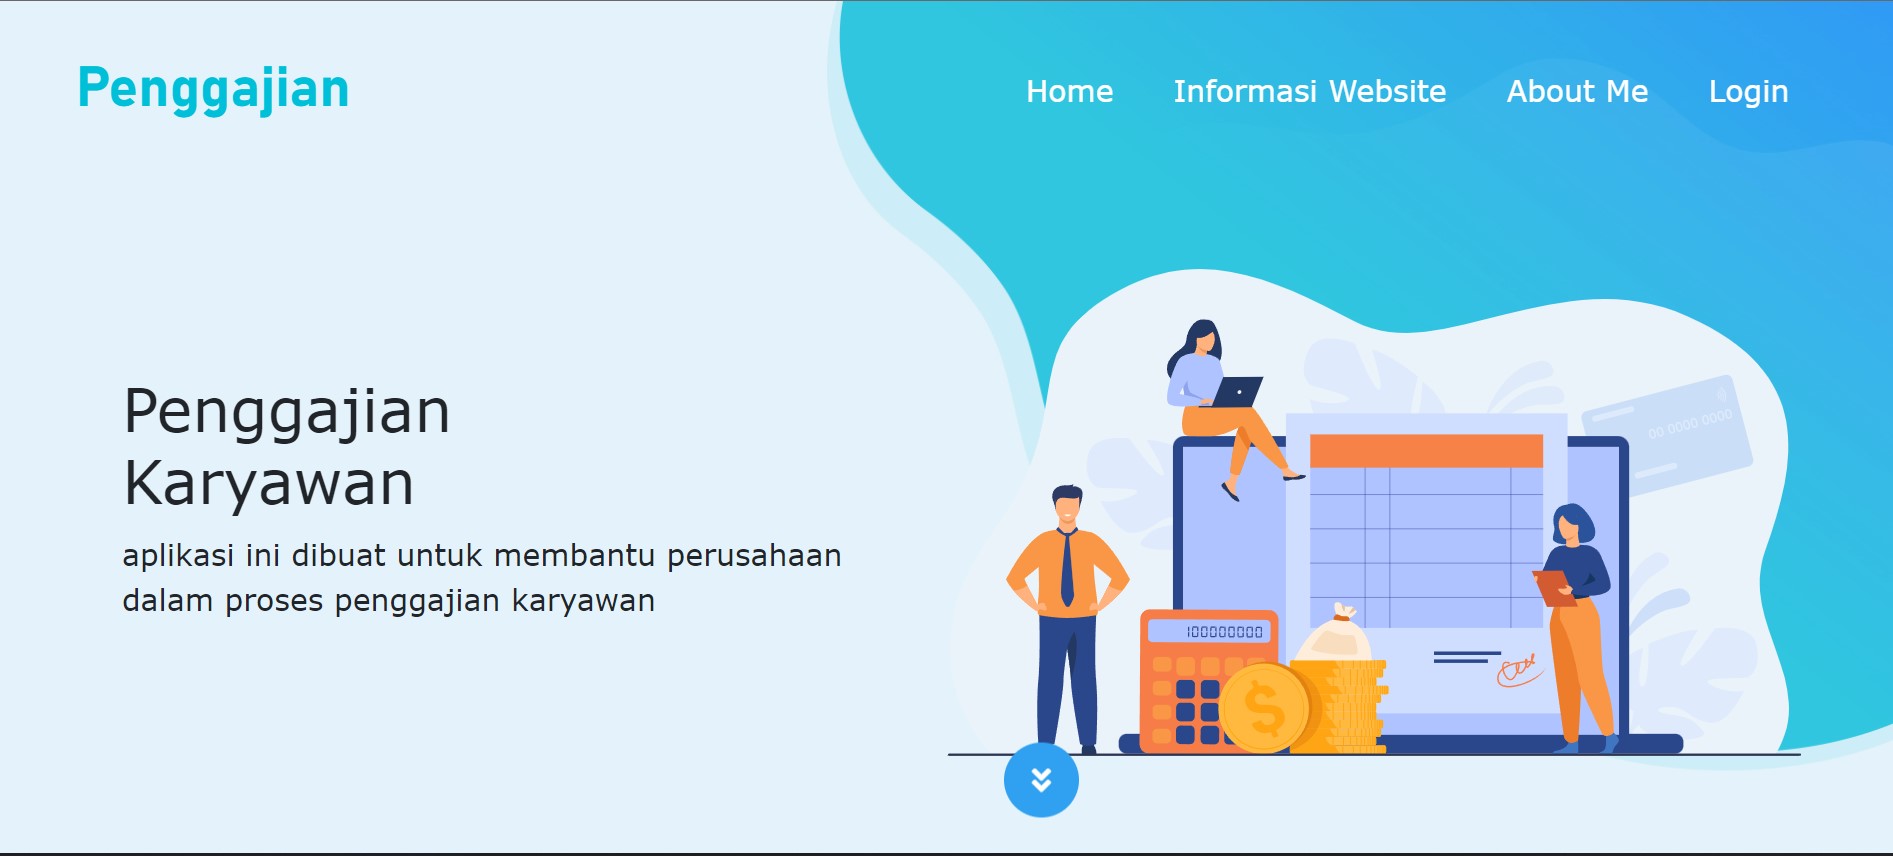 Penggajian
Home Informasi Website About Me Login
Penggajian
Karyawan
aplikasi ini dibuat untuk membantu perusahaan
dalam proses penggajian karyawan
00 0000 0000
100000000
$